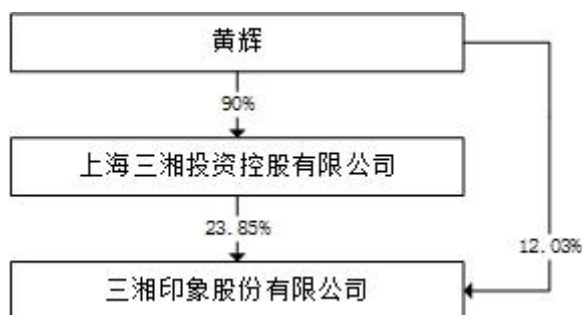 黄辉
90%
上海三湘投资控股有限公司
23.85%
12.03%
三湘印象股份有限公司